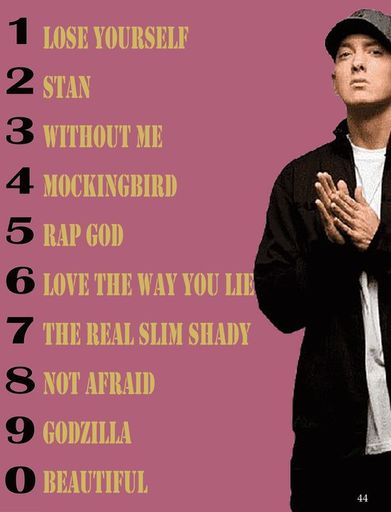 1 LOSE YOURSELF
2 STAN
3 WITHOUT ME
4 MOCKINGBIRD
5 RAP GOD
6 LOVE THE WAY YOU LIE
7 THE REAL SLIM SHADY
8 NOT AFRAID
9 GODZILLA
0 BEAUTIFUL
44